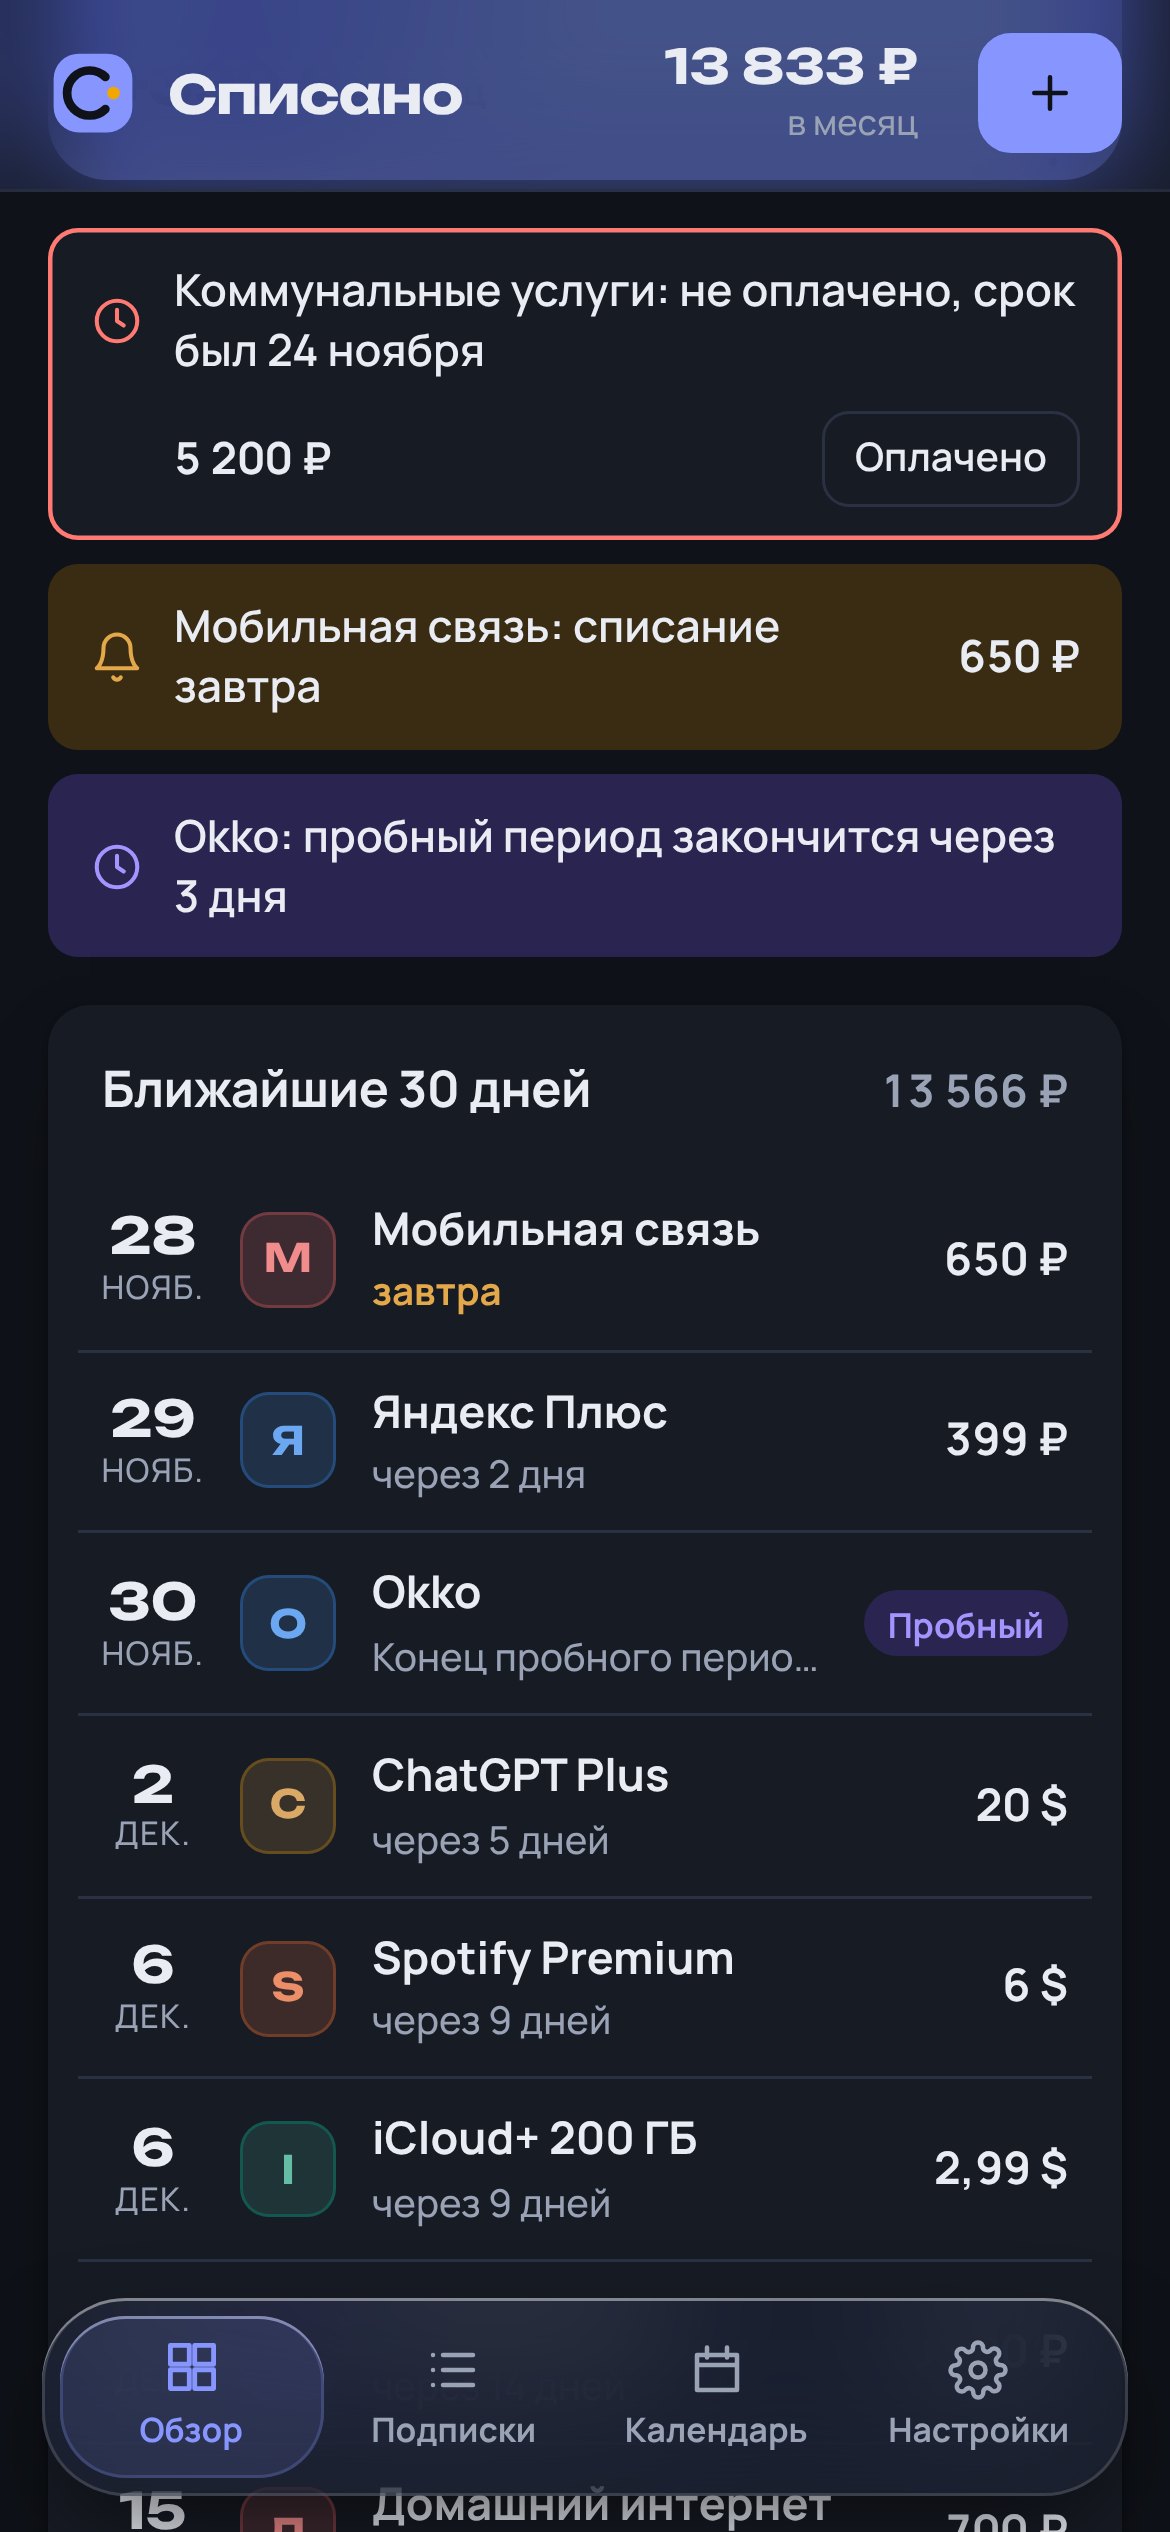 Списано
13 833 ₽
в месяц
Коммунальные услуги: не оплачено, срок
был 24 ноября
5 200 ₽
Оплачено
Мобильная связь: списание
завтра
650 ₽
Okko: пробный период закончится через
3 дня
Ближайшие 30 дней
13 566 ₽
28
НОЯБ.
М
Мобильная связь
завтра
650 ₽
29
НОЯБ.
Я
Яндекс Плюс
через 2 дня
399 ₽
30
НОЯБ.
O
Okko
Конец пробного перио...
Пробный
2
ДЕК.
C
ChatGPT Plus
через 5 дней
20 $
6
ДЕК.
S
Spotify Premium
через 9 дней
6 $
6
ДЕК.
I
iCloud+ 200 ГБ
через 9 дней
2,99 $
через 14 дней
Обзор
Подписки
Календарь
Настройки
15
Домашний интернет
700 ₽